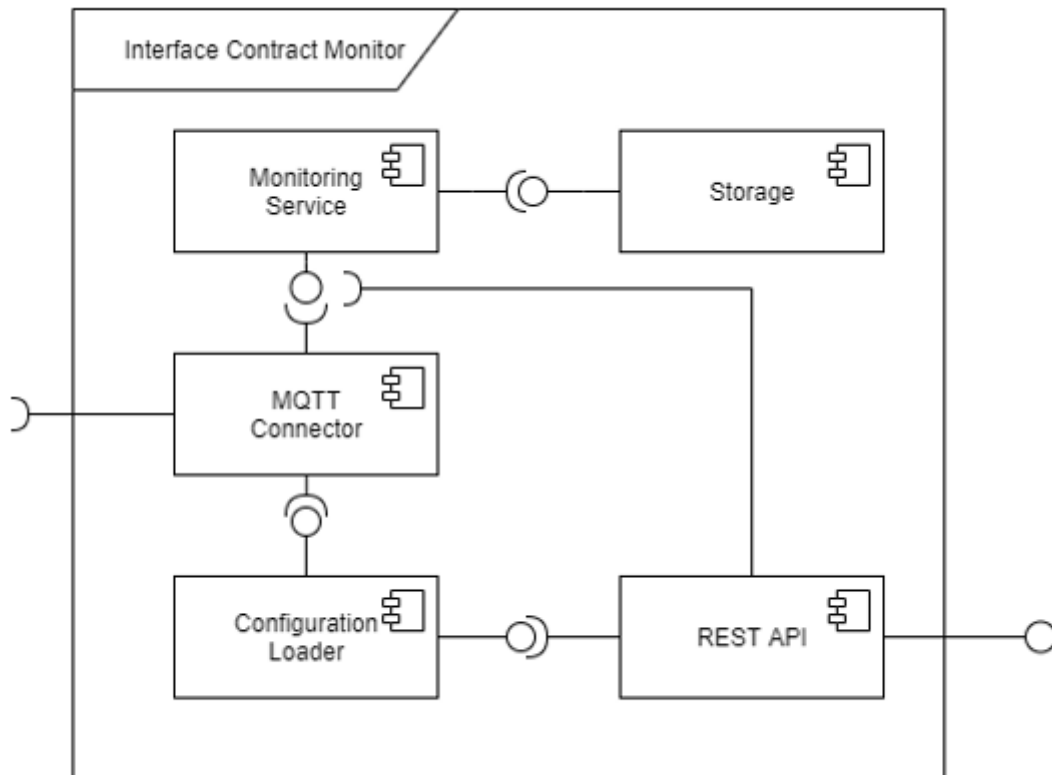 Interface Contract Monitor
Monitoring
Service
Storage
MQTT
Connector
Configuration
Loader
REST API